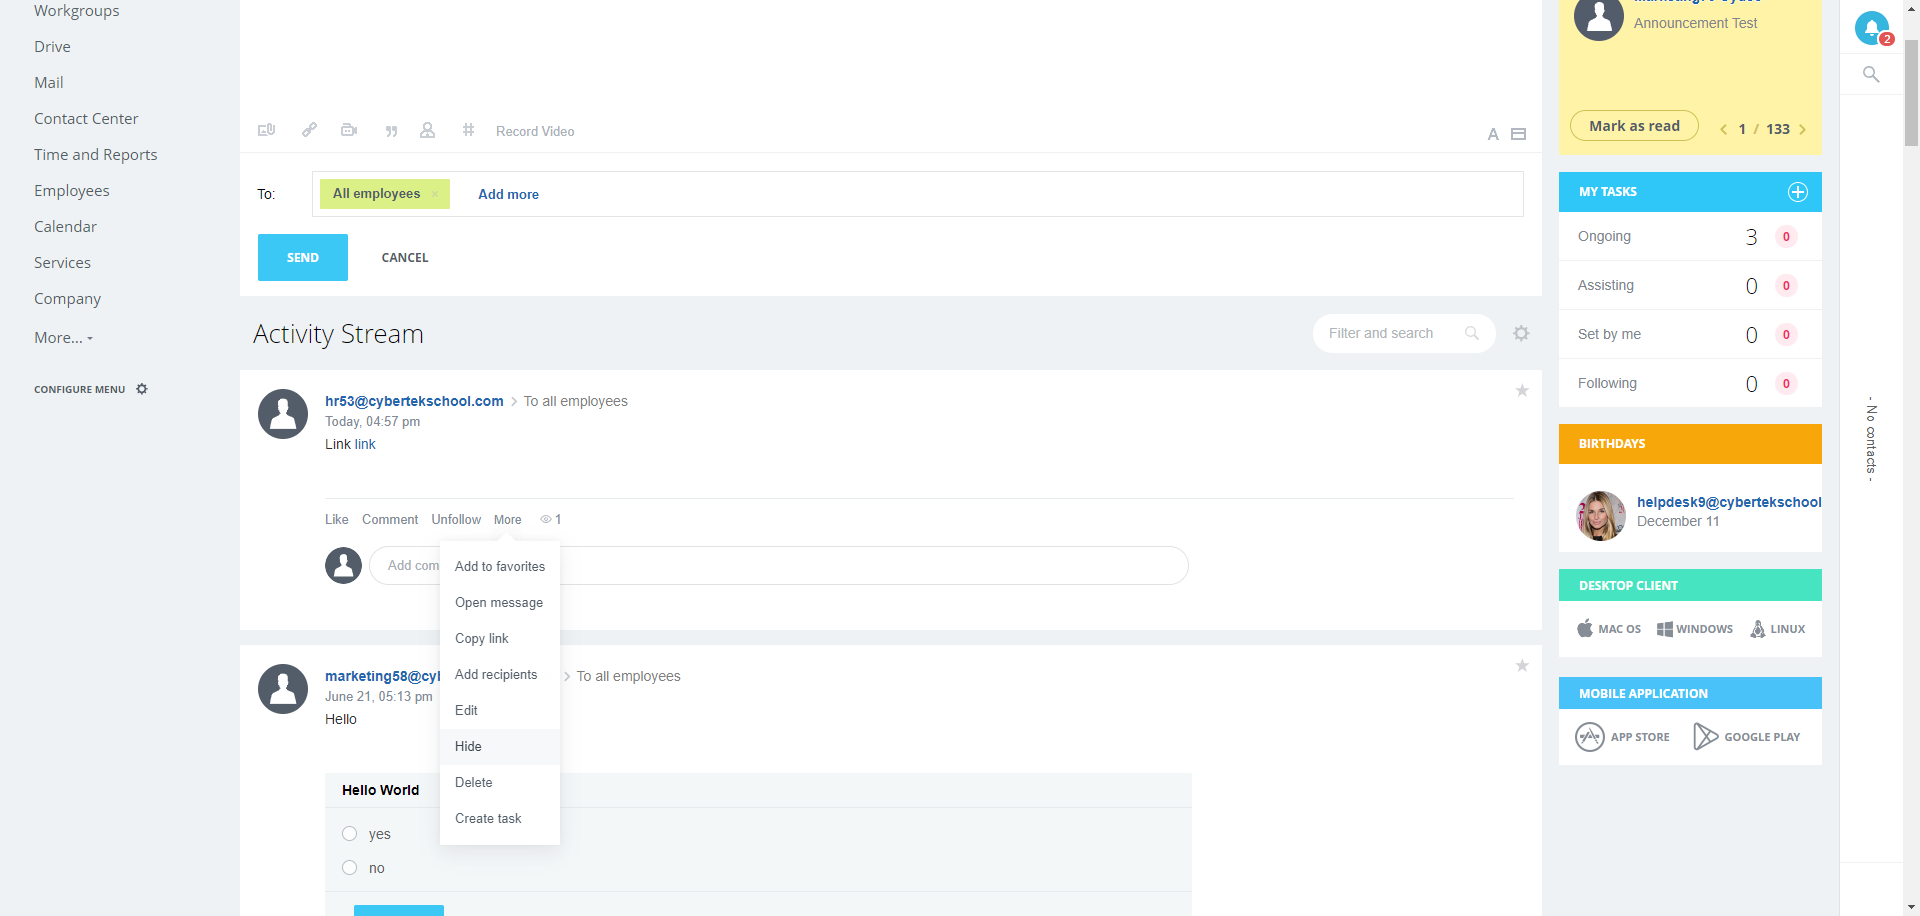 Workgroups
Drive
Mail
Contact Center
Time and Reports
Employees
Calendar
Services
Company
More...
CONFIGURE MENU
Record Video
A
To:
All employees ×
Add more
SEND
CANCEL
Activity Stream
Filter and search
hr53@cybertekschool.com > To all employees
Today, 04:57 pm
Link link
Like Comment Unfollow More 1
Add com
Add to favorites
Open message
Copy link
Add recipients
Edit
Hide
Delete
Create task
marketing58@cyl > To all employees
June 21, 05:13 pm
Hello
Hello World
yes
no
Announcement Test
Mark as read
< 1 / 133 >
MY TASKS
Ongoing 3 0
Assisting 0 0
Set by me 0 0
Following 0 0
BIRTHDAYS
helpdesk9@cybertekschool
December 11
DESKTOP CLIENT
MAC OS
WINDOWS
LINUX
MOBILE APPLICATION
APP STORE
GOOGLE PLAY
2
- No contacts -